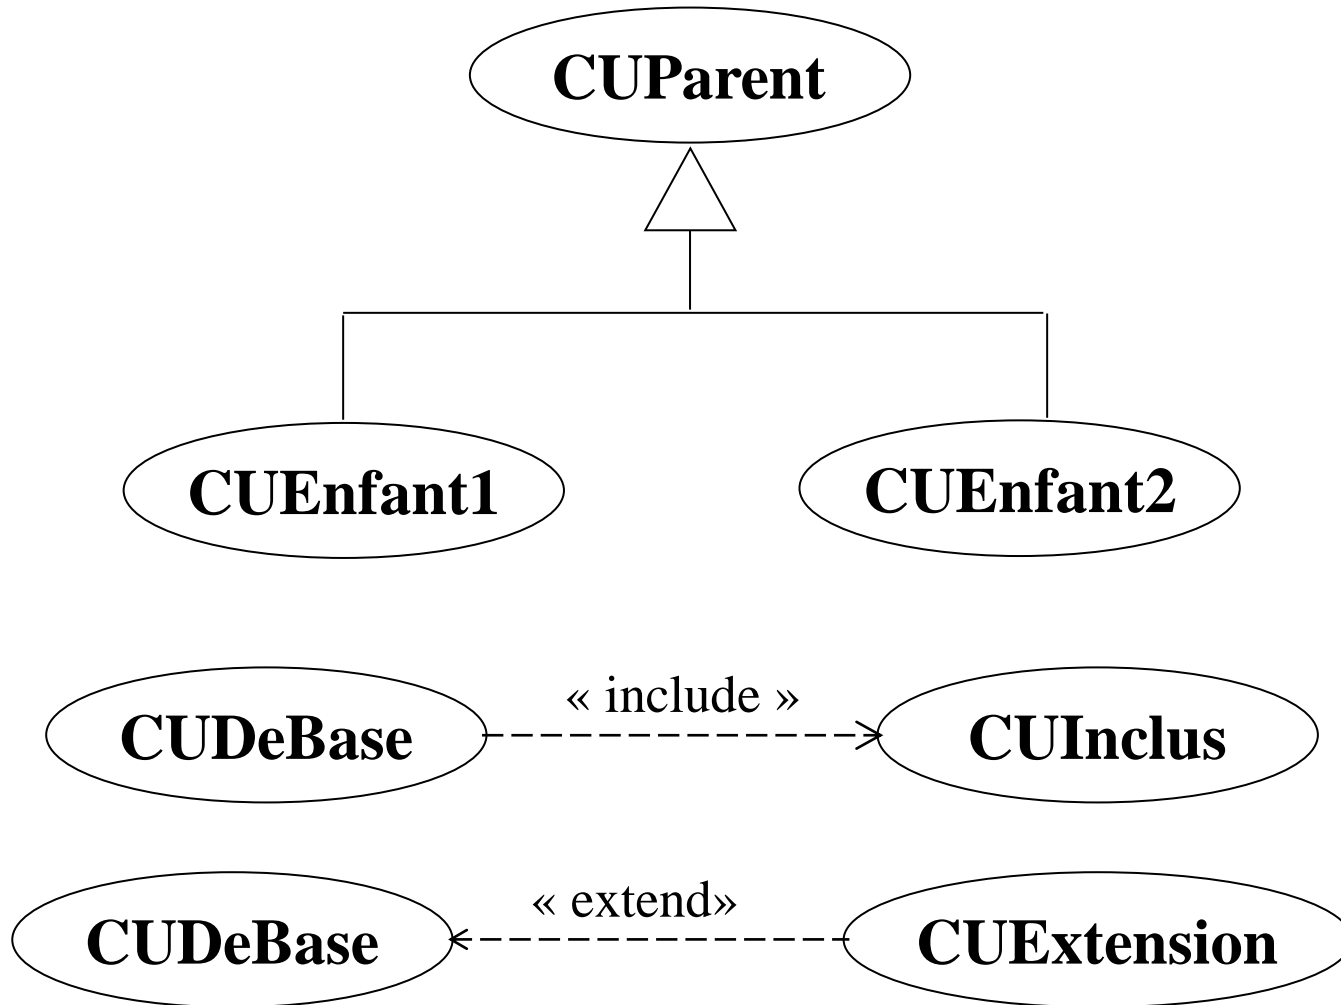 CUParent
CUEnfant1
CUEnfant2
« include »
CUDeBase
CUInclus
« extend»
CUDeBase
CUExtension